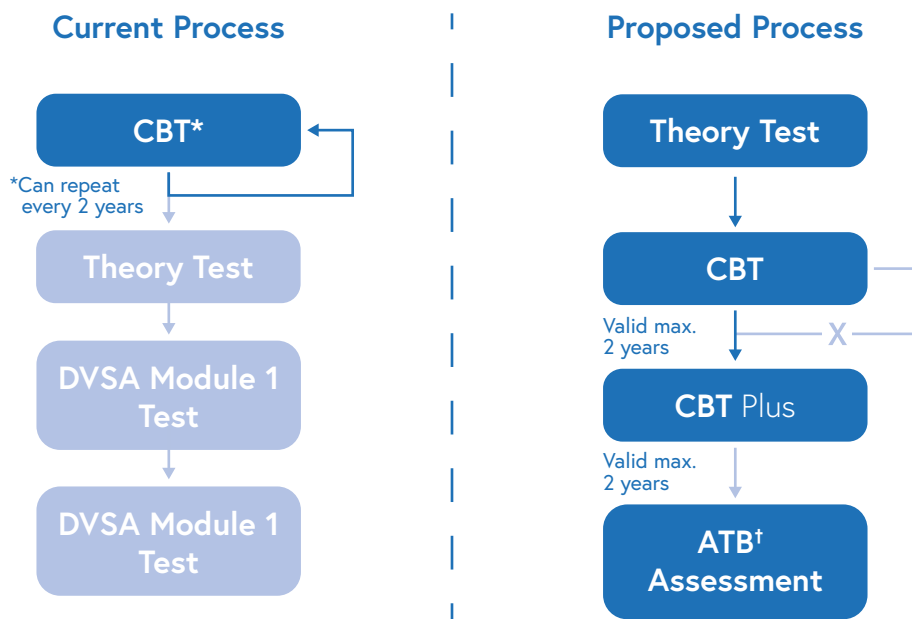 Current Process
CBT*
*Can repeat
every 2 years
Theory Test
DVSA Module 1
Test
DVSA Module 1
Test
Proposed Process
Theory Test
CBT
Valid max.
2 years
X
CBT Plus
Valid max.
2 years
ATB†
Assessment